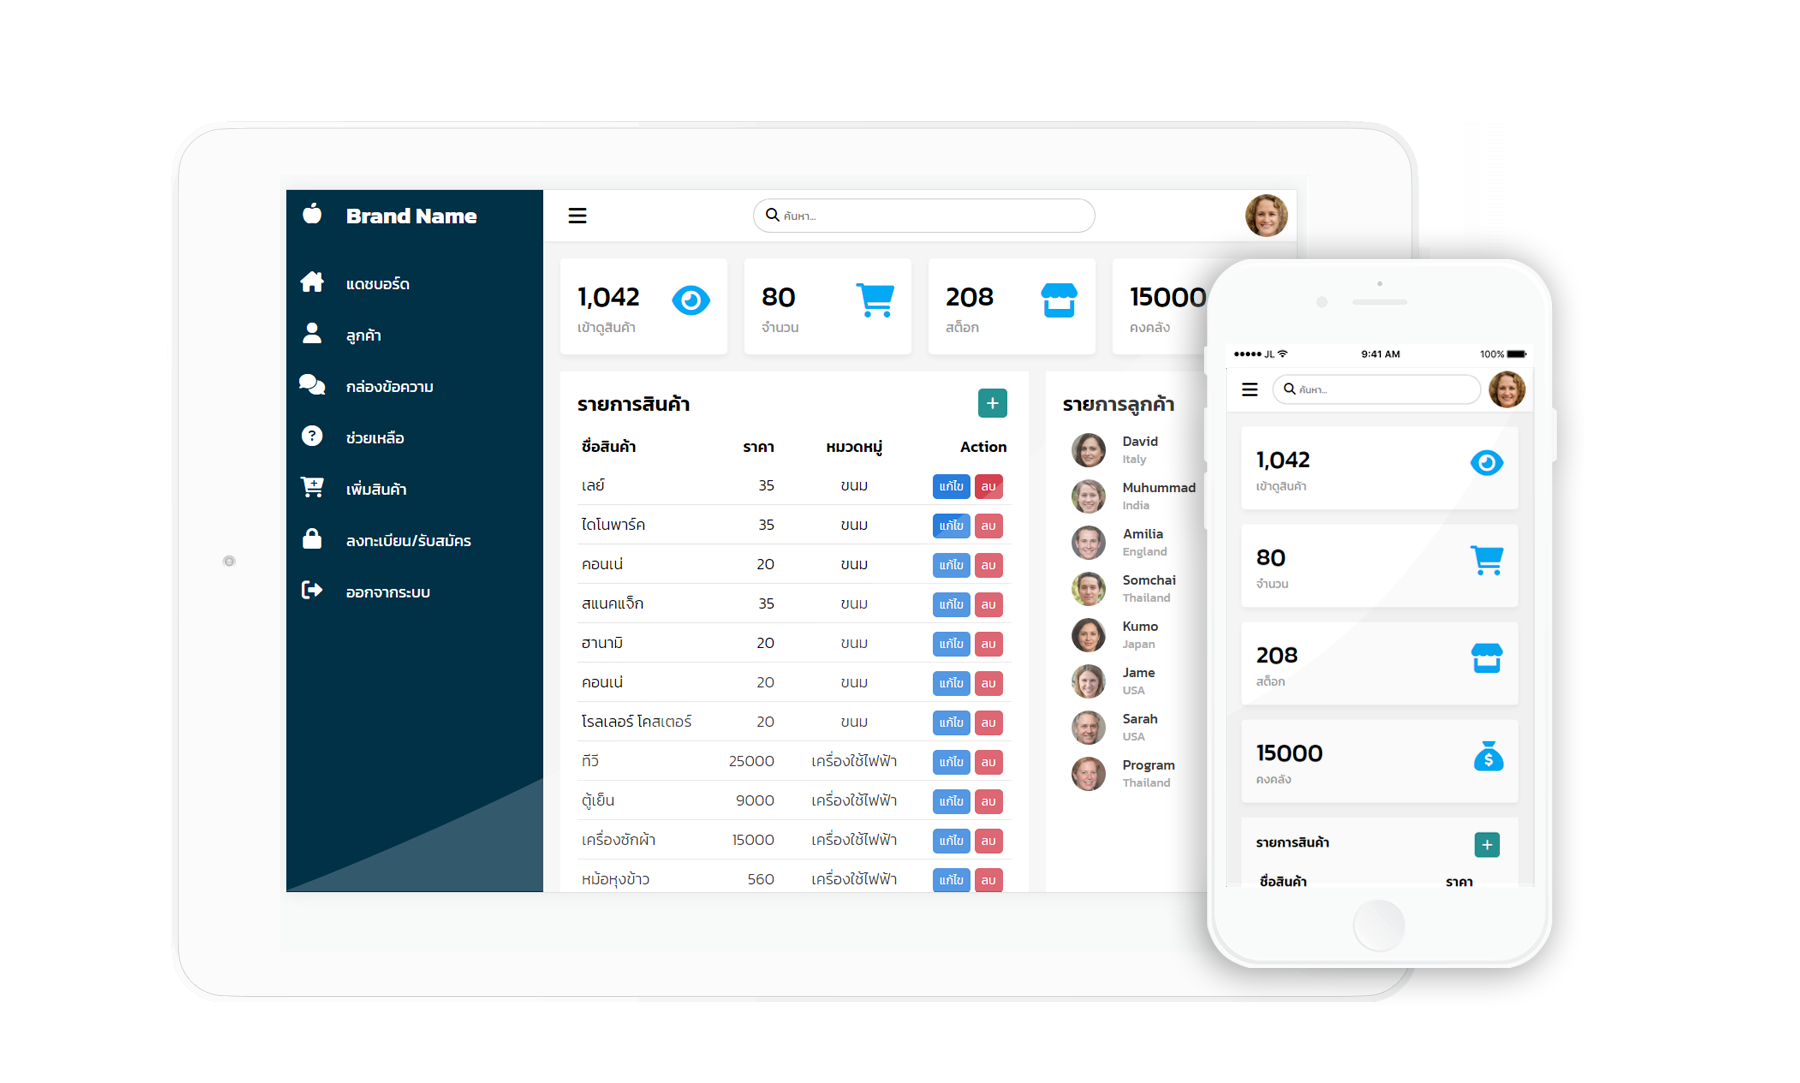 Brand Name
แดชบอร์ด
ลูกค้า
กล่องข้อความ
ช่วยเหลือ
เพิ่มสินค้า
ลงทะเบียน/รับสมัคร
ออกจากระบบ
ค้นหา...
1,042
เข้าดูสินค้า
80
จำนวน
208
สต็อก
15000
คงคลัง
รายการสินค้า
+
ชื่อสินค้า ราคา หมวดหมู่ Action
เลย์ 35 ขนม แก้ไข ลบ
ไดโนพาร์ค 35 ขนม แก้ไข ลบ
คอนเน่ 20 ขนม แก้ไข ลบ
สแนคแจ็ก 35 ขนม แก้ไข ลบ
ฮานามิ 20 ขนม แก้ไข ลบ
คอนเน่ 20 ขนม แก้ไข ลบ
โรลเลอร์ โคสเตอร์ 20 ขนม แก้ไข ลบ
ทีวี 25000 เครื่องใช้ไฟฟ้า แก้ไข ลบ
ตู้เย็น 9000 เครื่องใช้ไฟฟ้า แก้ไข ลบ
เครื่องซักผ้า 15000 เครื่องใช้ไฟฟ้า แก้ไข ลบ
หม้อหุงข้าว 560 เครื่องใช้ไฟฟ้า แก้ไข ลบ
รายการลูกค้า
David
Italy
Muhummad
India
Amilia
England
Somchai
Thailand
Kumo
Japan
Jame
USA
Sarah
USA
Program
Thailand
JL 9:41 AM 100%
ค้นหา...
1,042
เข้าดูสินค้า
80
จำนวน
208
สต็อก
15000
คงคลัง
รายการสินค้า
+
ชื่อสินค้า ราคา